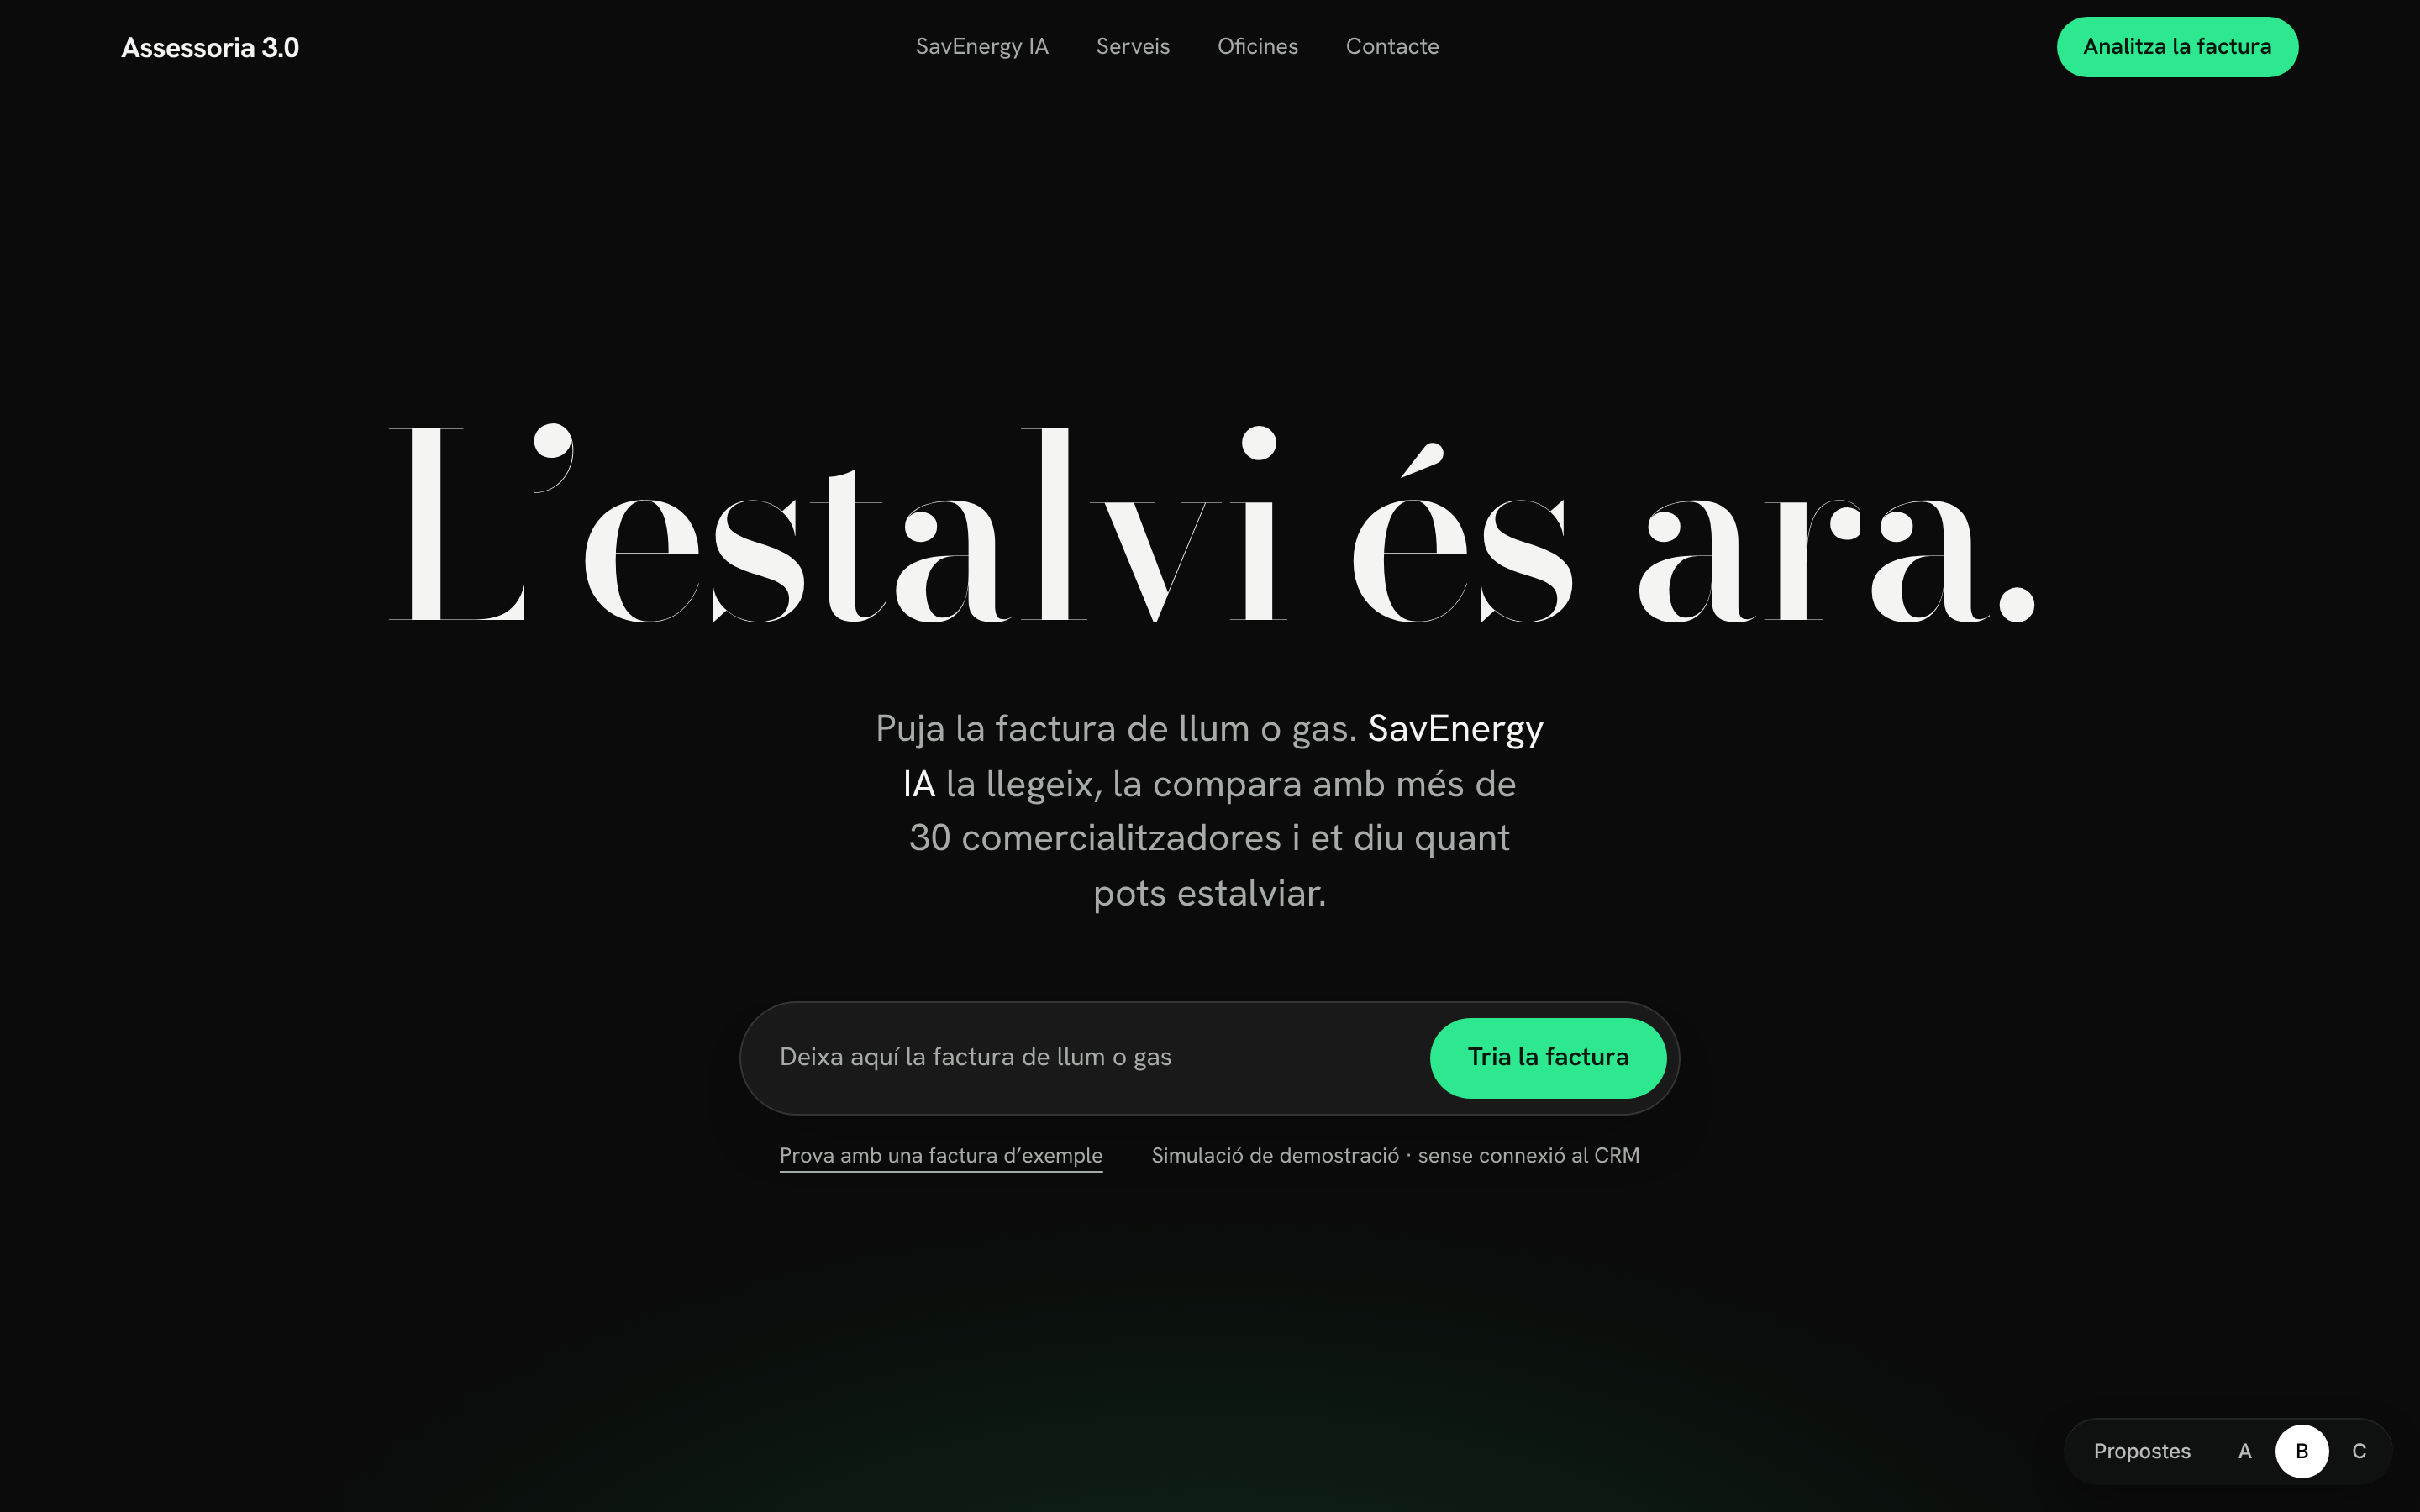 Assessoria 3.0
SavEnergy IA
Serveis
Oficines
Contacte
Analitza la factura
L’estalvi és ara.
Puja la factura de llum o gas. SavEnergy
IA la llegeix, la compara amb més de
30 comercialitzadores i et diu quant
pots estalviar.
Deixa aquí la factura de llum o gas
Tria la factura
Prova amb una factura d’exemple
Simulació de demostració · sense connexió al CRM
Propostes A B C